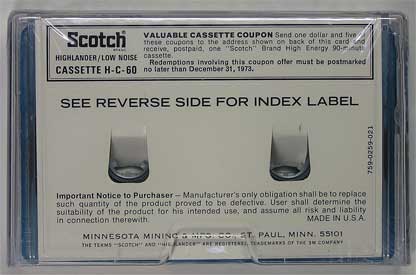 Scotch
BRAND
HIGHLANDER/LOW NOISE
CASSETTE H-C-60
VALUABLE CASSETTE COUPON Send one dollar and five of
these coupons to the address shown on back of this card and
receive, postpaid, one "Scotch" Brand High Energy 90-minute
cassette.
Redemptions involving this coupon offer must be postmarked
no later than December 31, 1973.
SEE REVERSE SIDE FOR INDEX LABEL
759-0259-021
Important Notice to Purchaser – Manufacturer's only obligation shall be to replace
such quantity of the product proved to be defective. User shall determine the
suitability of the product for his intended use, and assume all risk and liability
in connection therewith.
MADE IN U.S.A.
MINNESOTA MINING & MFG. CO., ST. PAUL, MINN. 55101
THE TERMS "SCOTCH" AND "HIGHLANDER" ARE REGISTERED TRADEMARKS OF THE 3M COMPANY